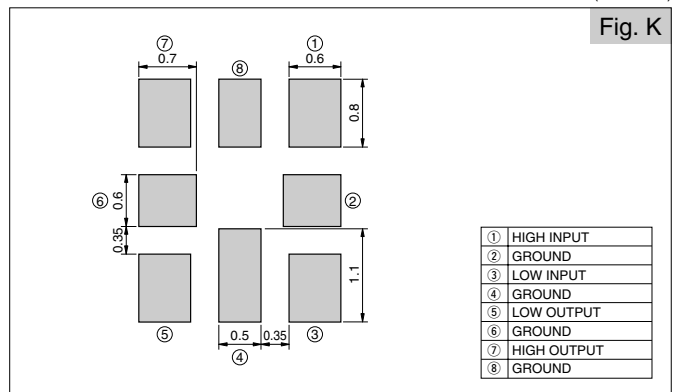 Fig. K
⑦ ① 
0.7 ⑧ 0.6
0.8
⑥ 0.6 ②
0.35
1.1
0.5 0.35
⑤ ④ ③
① HIGH INPUT
② GROUND
③ LOW INPUT
④ GROUND
⑤ LOW OUTPUT
⑥ GROUND
⑦ HIGH OUTPUT
⑧ GROUND